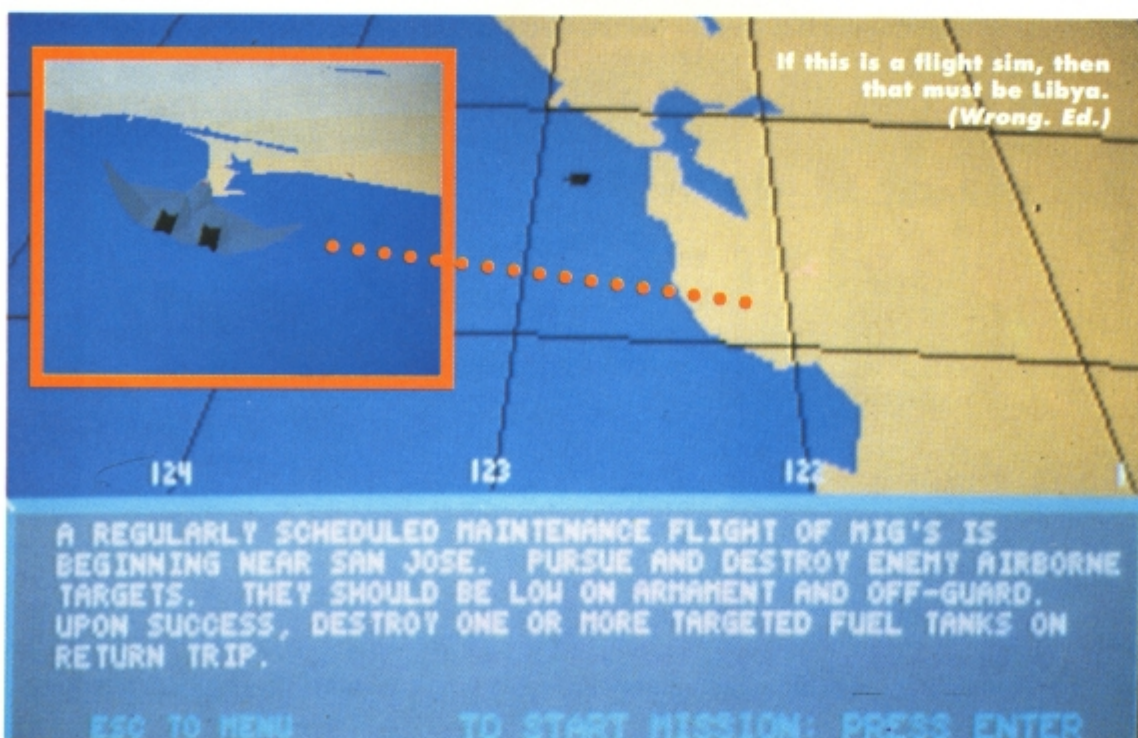 If this is a flight sim, then
that must be Libya.
(Wrong. Ed.)
124
123
122
A REGULARLY SCHEDULED MAINTENANCE FLIGHT OF MIG'S IS
BEGINNING NEAR SAN JOSE. PURSUE AND DESTROY ENEMY AIRBORNE
TARGETS. THEY SHOULD BE LOW ON ARMAMENT AND OFF-GUARD.
UPON SUCCESS, DESTROY ONE OR MORE TARGETED FUEL TANKS ON
RETURN TRIP.
ESC TO MENU
TO START MISSION: PRESS ENTER